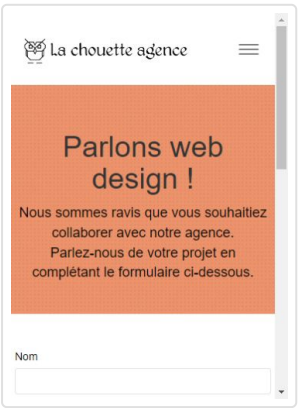 La chouette agence
Parlons web
design !
Nous sommes ravis que vous souhaitiez
collaborer avec notre agence.
Parlez-nous de votre projet en
complétant le formulaire ci-dessous.
Nom